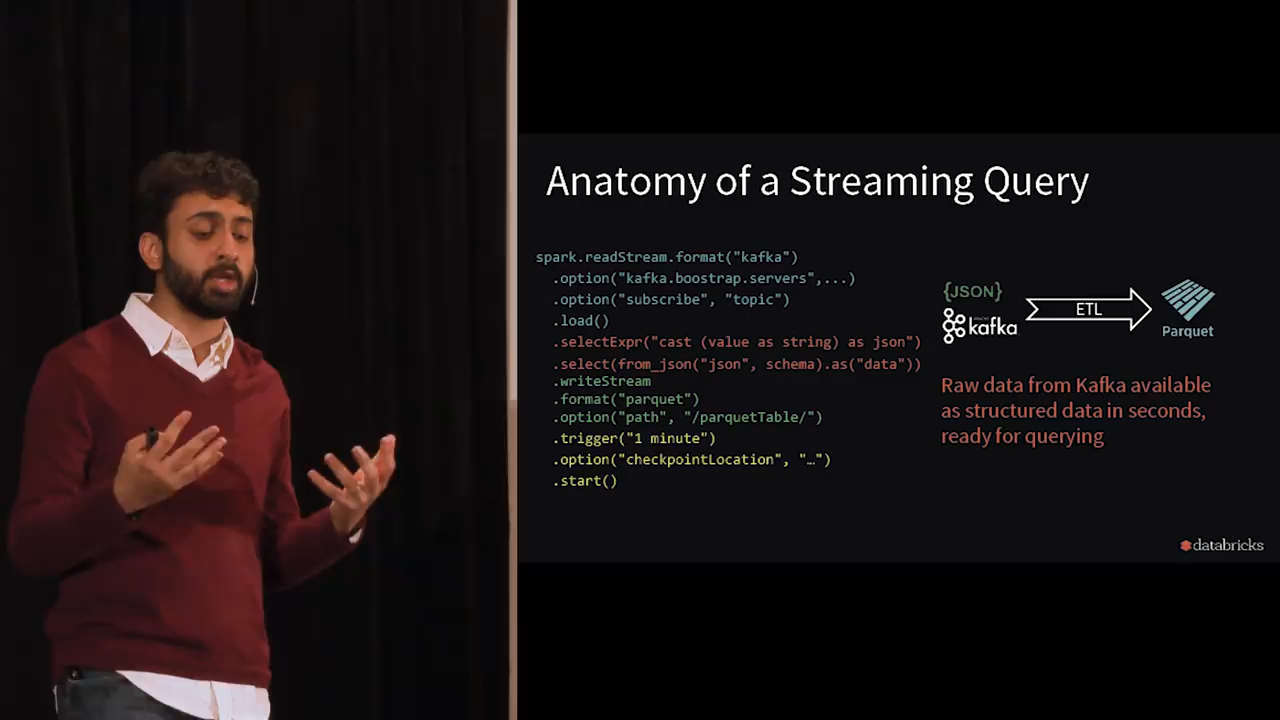 Anatomy of a Streaming Query
spark.readStream.format("kafka")
.option("kafka.boostrap.servers",...)
.option("subscribe", "topic")
.load()
.selectExpr("cast (value as string) as json")
.select(from_json("json", schema).as("data"))
.writeStream
.format("parquet")
.option("path", "/parquetTable/")
.trigger("1 minute")
.option("checkpointLocation", "…")
.start()
{JSON}
kafka
ETL
Parquet
Raw data from Kafka available
as structured data in seconds,
ready for querying
databricks